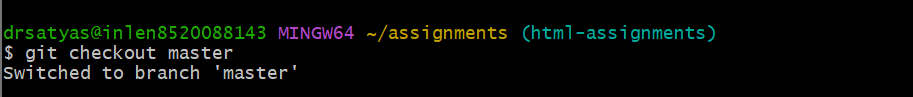 drsatyas@inlen8520088143 MINGW64 ~/assignments (html-assignments)
$ git checkout master
Switched to branch 'master'